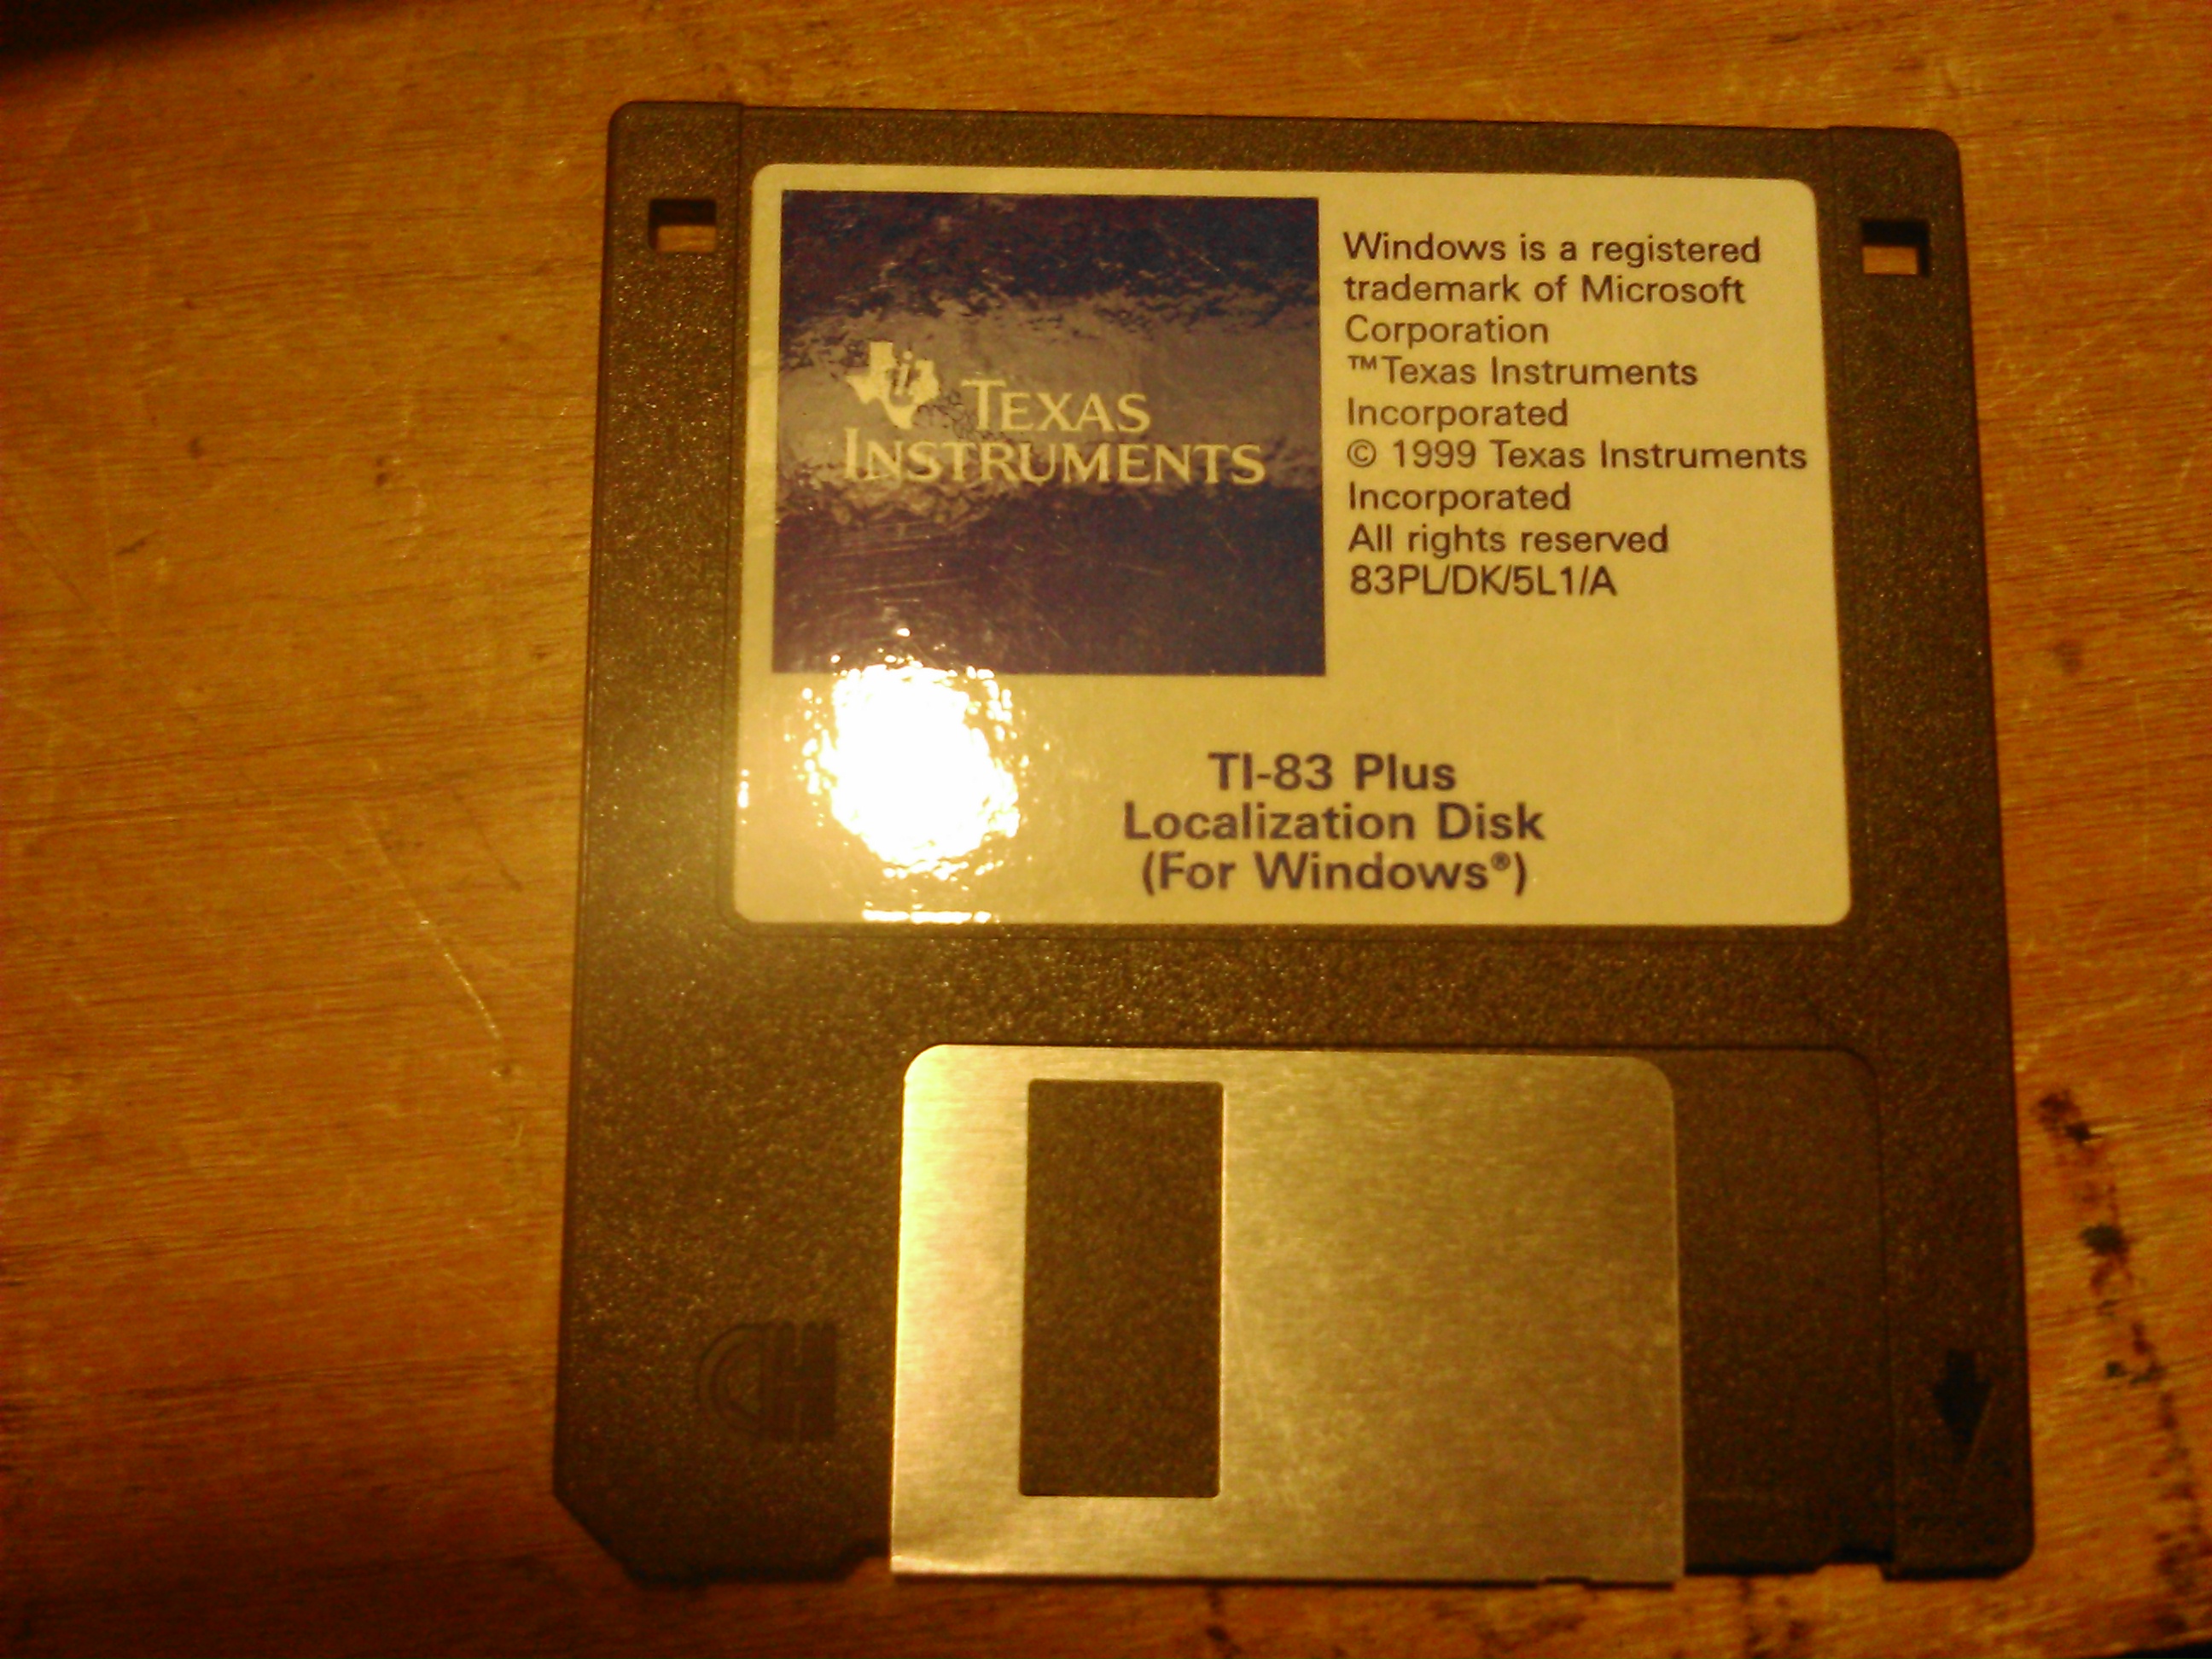 TEXAS
INSTRUMENTS
Windows is a registered
trademark of Microsoft
Corporation
™Texas Instruments
Incorporated
© 1999 Texas Instruments
Incorporated
All rights reserved
83PL/DK/5L1/A
TI-83 Plus
Localization Disk
(For Windows®)